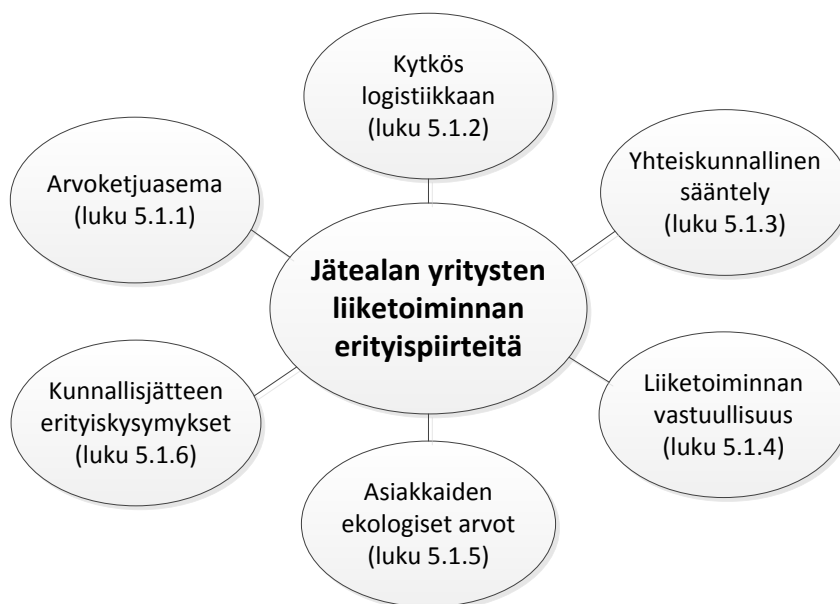 Kytkös
logistiikkaan
(luku 5.1.2)
Arvoketjuasema
(luku 5.1.1)
Yhteiskunnallinen
sääntely
(luku 5.1.3)
Jätealan yritysten
liiketoiminnan
erityispiirteitä
Kunnallisjätteen
erityiskysymykset
(luku 5.1.6)
Liiketoiminnan
vastuullisuus
(luku 5.1.4)
Asiakkaiden
ekologiset arvot
(luku 5.1.5)